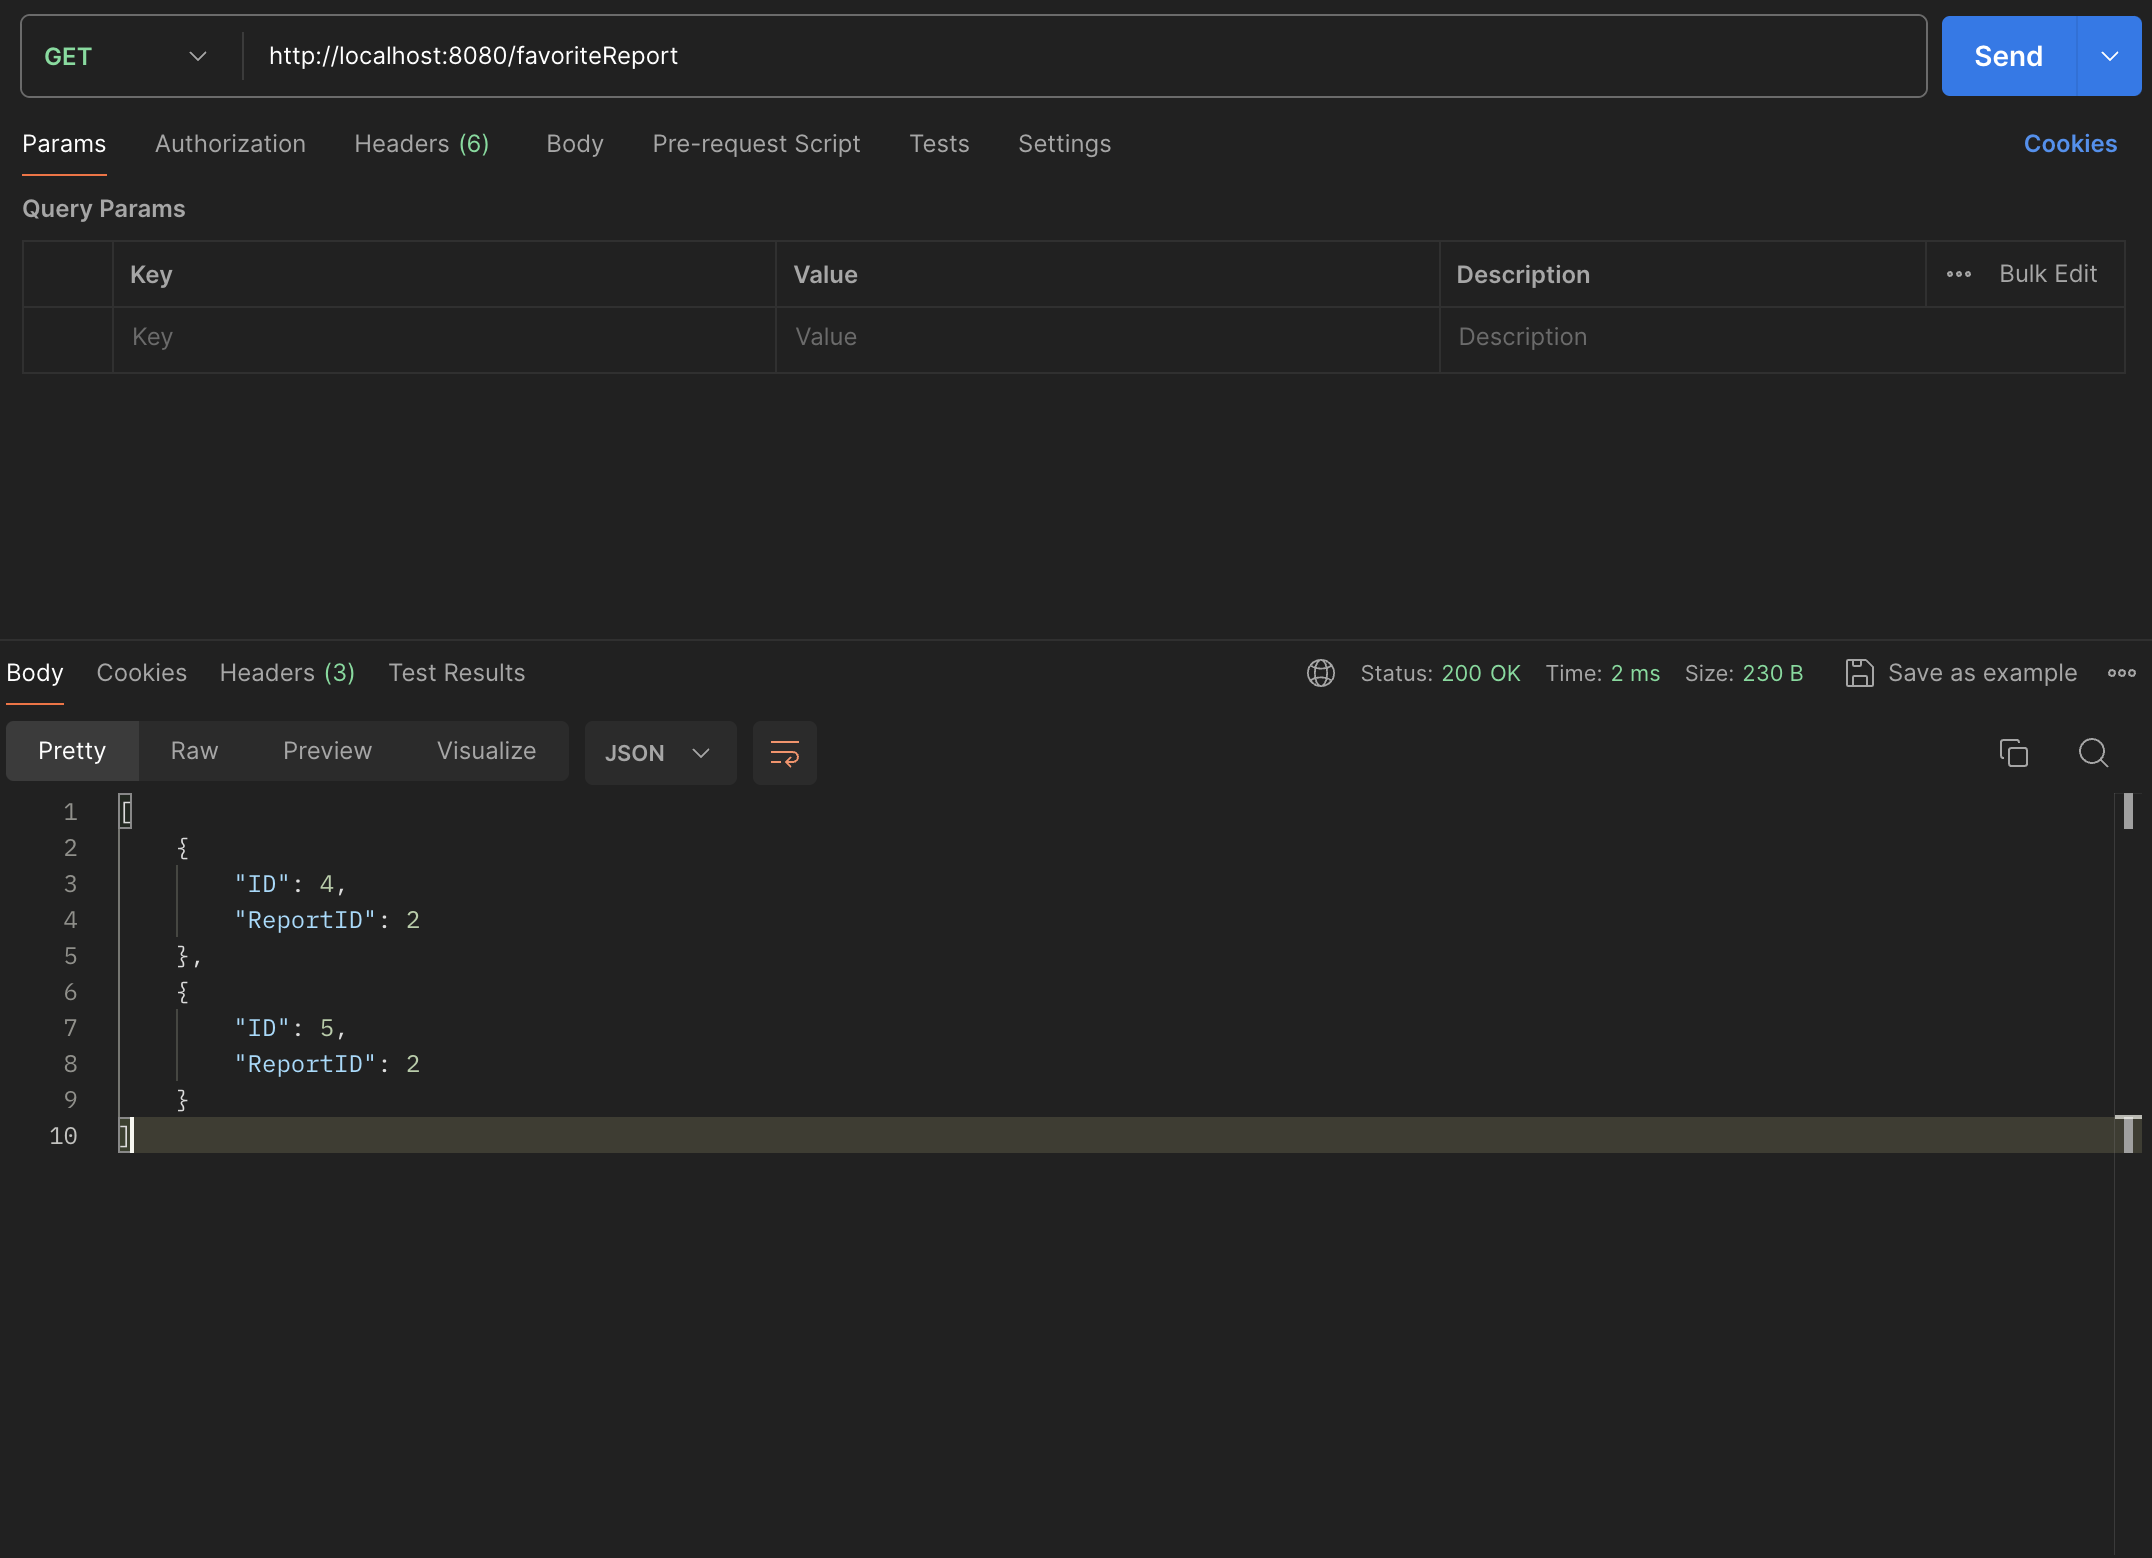 GET http://localhost:8080/favoriteReport Send
Params Authorization Headers (6) Body Pre-request Script Tests Settings Cookies
Query Params
Key Value Description Bulk Edit
Key Value Description
Body Cookies Headers (3) Test Results Status: 200 OK Time: 2 ms Size: 230 B Save as example
Pretty Raw Preview Visualize JSON
1 [
2 {
3 "ID": 4,
4 "ReportID": 2
5 },
6 {
7 "ID": 5,
8 "ReportID": 2
9 }
10 ]